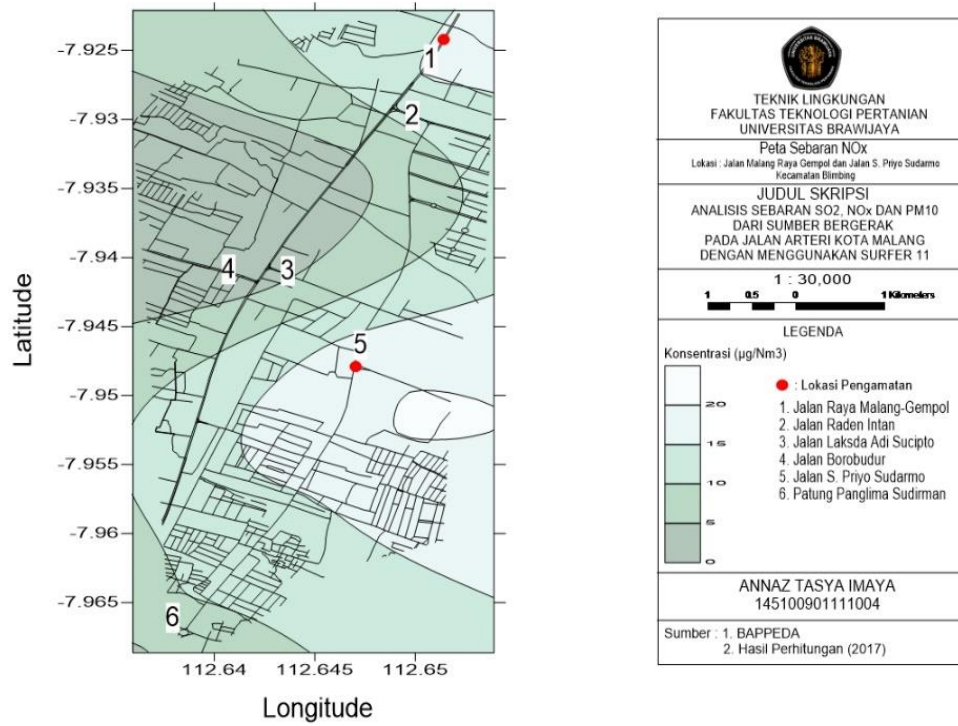 -7.925
-7.93
-7.935
-7.94
-7.945
-7.95
-7.955
-7.96
-7.965
Latitude
112.64
112.645
112.65
Longitude
1
2
3
4
5
6
UNIVERSITAS BRAWIJAYA
TEKNIK LINGKUNGAN
FAKULTAS TEKNOLOGI PERTANIAN
UNIVERSITAS BRAWIJAYA
Peta Sebaran NOx
Lokasi : Jalan Malang Raya Gempol dan Jalan S. Priyo Sudarmo
Kecamatan Blimbing
JUDUL SKRIPSI
ANALISIS SEBARAN SO2, NOx DAN PM10
DARI SUMBER BERGERAK
PADA JALAN ARTERI KOTA MALANG
DENGAN MENGGUNAKAN SURFER 11
1 : 30,000
1 0.5 0 1 Kilometers
LEGENDA
Konsentrasi (µg/Nm3)
20
15
10
5
0
: Lokasi Pengamatan
1. Jalan Raya Malang-Gempol
2. Jalan Raden Intan
3. Jalan Laksda Adi Sucipto
4. Jalan Borobudur
5. Jalan S. Priyo Sudarmo
6. Patung Panglima Sudirman
ANNAZ TASYA IMAYA
145100901111004
Sumber : 1. BAPPEDA
2. Hasil Perhitungan (2017)